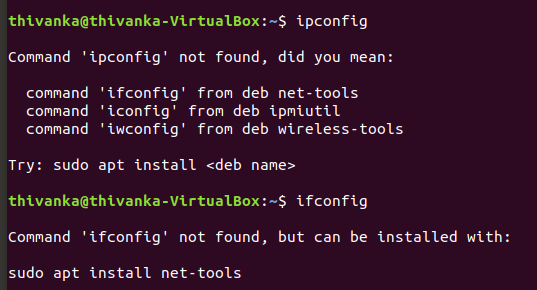 thivanka@thivanka-VirtualBox:~$ ipconfig
Command 'ipconfig' not found, did you mean:
command 'ifconfig' from deb net-tools
command 'iconfig' from deb ipmiutil
command 'iwconfig' from deb wireless-tools
Try: sudo apt install <deb name>
thivanka@thivanka-VirtualBox:~$ ifconfig
Command 'ifconfig' not found, but can be installed with:
sudo apt install net-tools